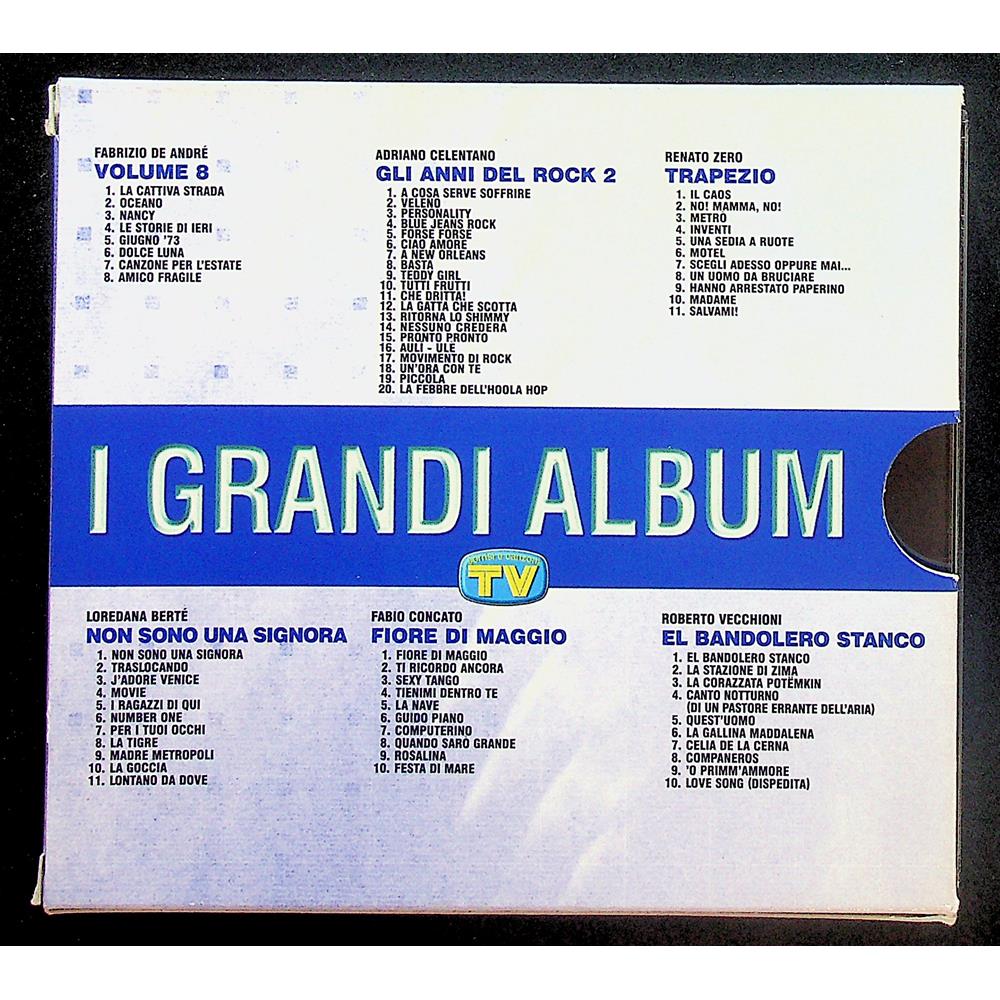 FABRIZIO DE ANDRÉ
VOLUME 8
1. LA CATTIVA STRADA
2. OCEANO
3. NANCY
4. LE STORIE DI IERI
5. GIUGNO '73
6. DOLCE LUNA
7. CANZONE PER L'ESTATE
8. AMICO FRAGILE
ADRIANO CELENTANO
GLI ANNI DEL ROCK 2
1. A COSA SERVE SOFFRIRE
2. VELENO
3. PERSONALITY
4. BLUE JEANS ROCK
5. FORSE FORSE
6. CIAO AMORE
7. A NEW ORLEANS
8. BASTA
9. TEDDY GIRL
10. TUTTI FRUTTI
11. CHE DRITTA!
12. LA GATTA CHE SCOTTA
13. RITORNA LO SHIMMY
14. NESSUNO CREDERA
15. PRONTO PRONTO
16. AULI - ULE
17. MOVIMENTO DI ROCK
18. UN'ORA CON TE
19. PICCOLA
20. LA FEBBRE DELL'HOOLA HOP
RENATO ZERO
TRAPEZIO
1. IL CAOS
2. NO! MAMMA, NO!
3. METRÒ
4. INVENTI
5. UNA SEDIA A RUOTE
6. MOTEL
7. SCEGLI ADESSO OPPURE MAI...
8. UN UOMO DA BRUCIARE
9. HANNO ARRESTATO PAPERINO
10. MADAME
11. SALVAMI!
I GRANDI ALBUM
sorrisi e canzoni
TV
LOREDANA BERTÉ
NON SONO UNA SIGNORA
1. NON SONO UNA SIGNORA
2. TRASLOCANDO
3. J'ADORE VENICE
4. MOVIE
5. I RAGAZZI DI QUI
6. NUMBER ONE
7. PER I TUOI OCCHI
8. LA TIGRE
9. MADRE METROPOLI
10. LA GOCCIA
11. LONTANO DA DOVE
FABIO CONCATO
FIORE DI MAGGIO
1. FIORE DI MAGGIO
2. TI RICORDO ANCORA
3. SEXY TANGO
4. TIENIMI DENTRO TE
5. LA NAVE
6. GUIDO PIANO
7. COMPUTERINO
8. QUANDO SARÒ GRANDE
9. ROSALINA
10. FESTA DI MARE
ROBERTO VECCHIONI
EL BANDOLERO STANCO
1. EL BANDOLERO STANCO
2. LA STAZIONE DI ZIMA
3. LA CORAZZATA POTËMKIN
4. CANTO NOTTURNO
(DI UN PASTORE ERRANTE DELL'ARIA)
5. QUEST'UOMO
6. LA GALLINA MADDALENA
7. CELIA DE LA CERNA
8. COMPANEROS
9. 'O PRIMM'AMMORE
10. LOVE SONG (DISPEDITA)